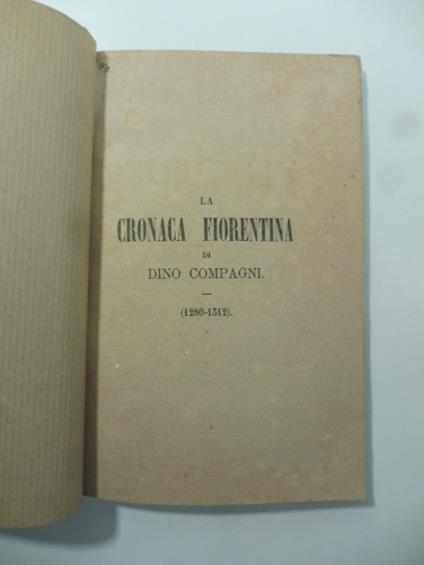 LA
CRONACA FIORENTINA
DI
DINO COMPAGNI.
(1280-1312).